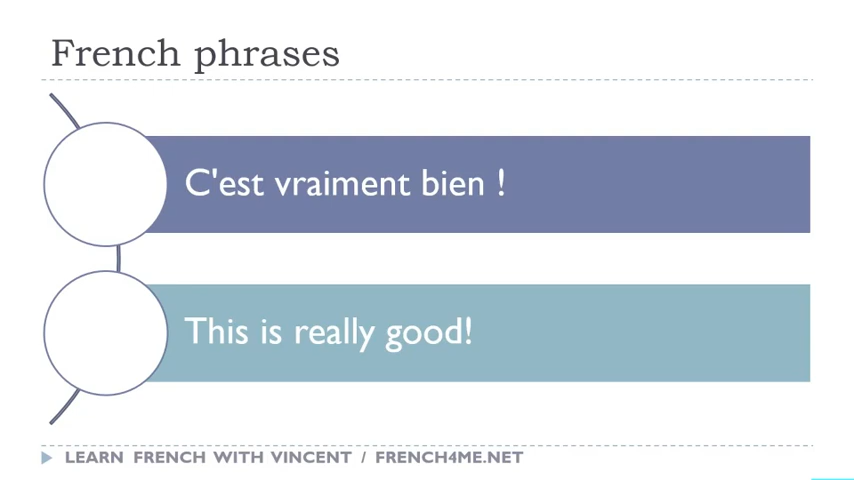 French phrases
C'est vraiment bien !
This is really good!
LEARN FRENCH WITH VINCENT / FRENCH4ME.NET